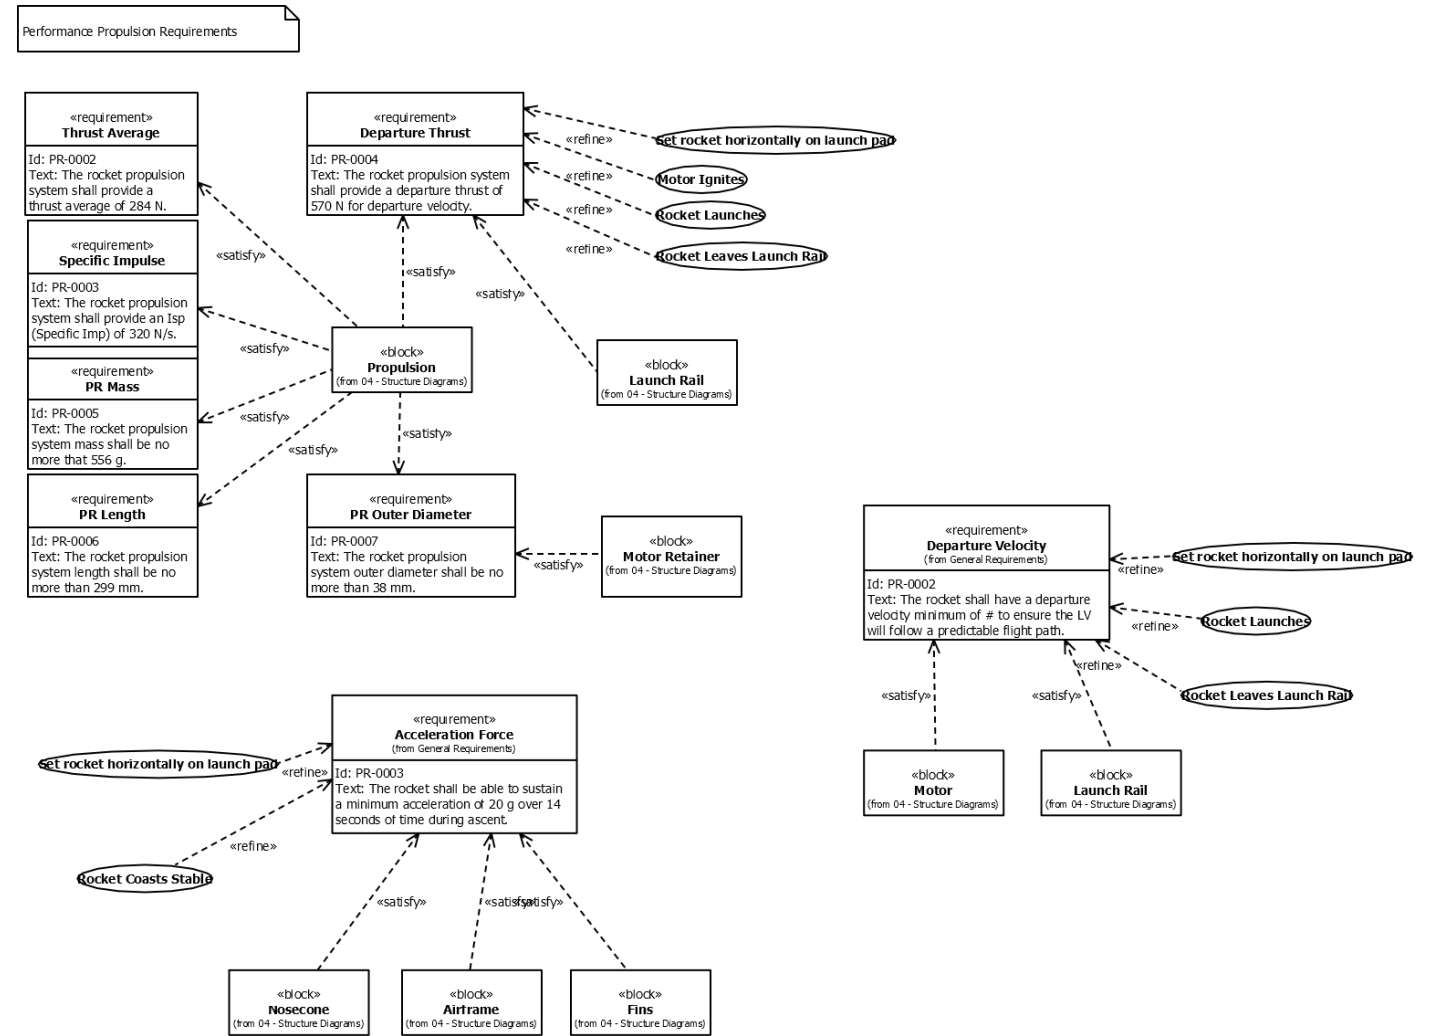 Performance Propulsion Requirements
«requirement»
Thrust Average
Id: PR-0002
Text: The rocket propulsion
system shall provide a
thrust average of 284 N.
«requirement»
Specific Impulse
Id: PR-0003
Text: The rocket propulsion
system shall provide an Isp
(Specific Imp) of 320 N/s.
«requirement»
PR Mass
Id: PR-0005
Text: The rocket propulsion
system mass shall be no
more that 556 g.
«requirement»
PR Length
Id: PR-0006
Text: The rocket propulsion
system length shall be no
more than 299 mm.
«requirement»
Departure Thrust
Id: PR-0004
Text: The rocket propulsion system
shall provide a departure thrust of
570 N for departure velocity.
«refine»
«refine»
«refine»
«refine»
Set rocket horizontally on launch pad
Motor Ignites
Rocket Launches
Rocket Leaves Launch Rail
«satisfy»
«satisfy»
«satisfy»
«satisfy»
«satisfy»
«satisfy»
«satisfy»
«block»
Propulsion
(from 04 - Structure Diagrams)
«block»
Launch Rail
(from 04 - Structure Diagrams)
«requirement»
PR Outer Diameter
Id: PR-0007
Text: The rocket propulsion
system outer diameter shall be no
more than 38 mm.
«satisfy»
«block»
Motor Retainer
(from 04 - Structure Diagrams)
«requirement»
Departure Velocity
(from General Requirements)
Id: PR-0002
Text: The rocket shall have a departure
velocity minimum of # to ensure the LV
will follow a predictable flight path.
Set rocket horizontally on launch pad
«refine»
Rocket Launches
«refine»
«refine»
Rocket Leaves Launch Rail
«satisfy»
«satisfy»
«block»
Motor
(from 04 - Structure Diagrams)
«block»
Launch Rail
(from 04 - Structure Diagrams)
«requirement»
Acceleration Force
(from General Requirements)
Id: PR-0003
Text: The rocket shall be able to sustain
a minimum acceleration of 20 g over 14
seconds of time during ascent.
Set rocket horizontally on launch pad
«refine»
«refine»
Rocket Coasts Stable
«satisfy»
«satisfy»
«satisfy»
«block»
Nosecone
(from 04 - Structure Diagrams)
«block»
Airframe
(from 04 - Structure Diagrams)
«block»
Fins
(from 04 - Structure Diagrams)